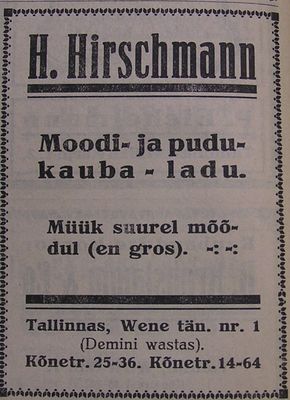 H. Hirschmann
Moodi- ja pudu-
kauba - ladu.
Müük suurel möö-
dul (en gros). -: -:
Tallinnas, Wene tän. nr. 1
(Demini wastas).
Kõnetr. 25-36. Kõnetr. 14-64